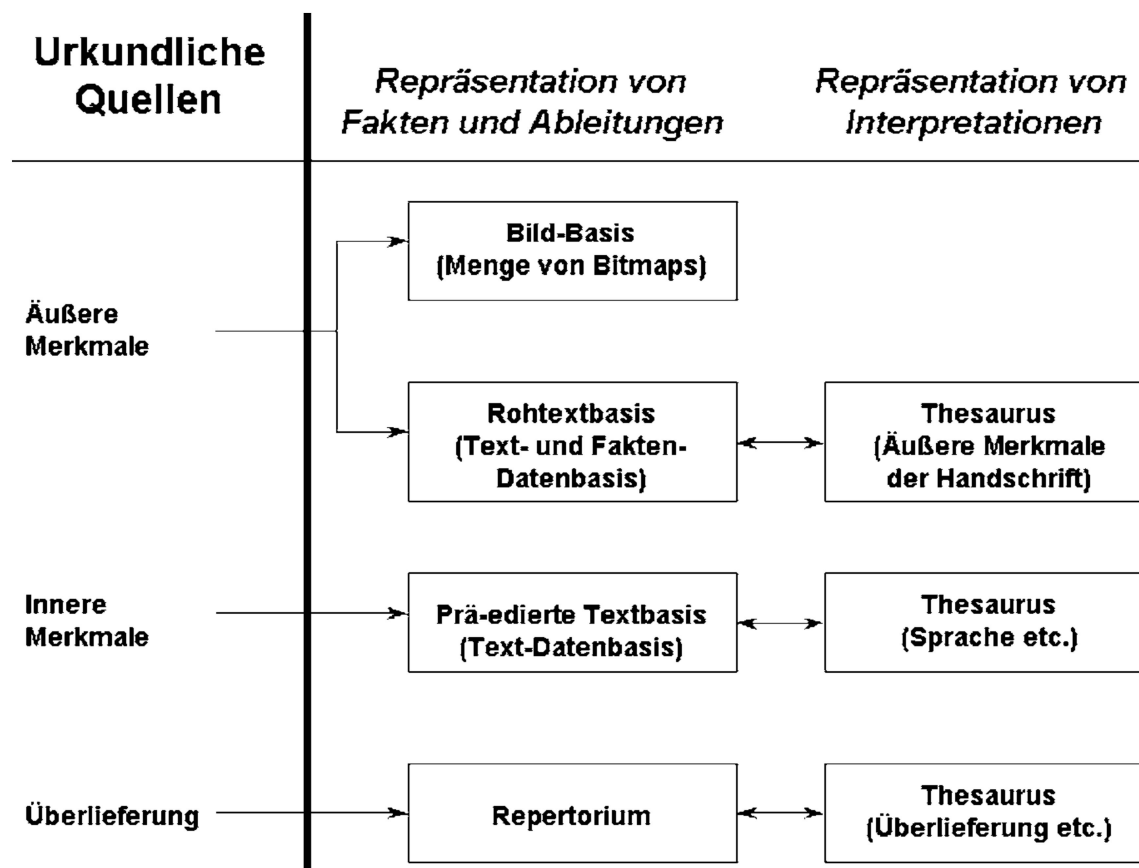 Urkundliche
Quellen
Repräsentation von
Fakten und Ableitungen
Repräsentation von
Interpretationen
Äußere
Merkmale
Bild-Basis
(Menge von Bitmaps)
Rohtextbasis
(Text- und Fakten-
Datenbasis)
Thesaurus
(Äußere Merkmale
der Handschrift)
Innere
Merkmale
Prä-edierte Textbasis
(Text-Datenbasis)
Thesaurus
(Sprache etc.)
Überlieferung
Repertorium
Thesaurus
(Überlieferung etc.)